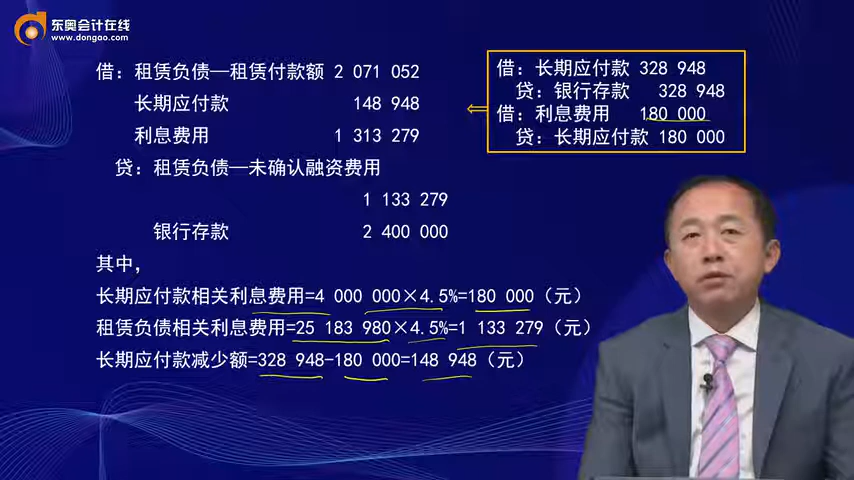 东奥会计在线
www.dongao.com
借：租赁负债—租赁付款额 2 071 052
长期应付款 148 948
利息费用 1 313 279
贷：租赁负债—未确认融资费用
1 133 279
银行存款 2 400 000
其中，
长期应付款相关利息费用=4 000 000×4.5%=180 000（元）
租赁负债相关利息费用=25 183 980×4.5%=1 133 279（元）
长期应付款减少额=328 948-180 000=148 948（元）
借：长期应付款 328 948
贷：银行存款 328 948
借：利息费用 180 000
贷：长期应付款 180 000